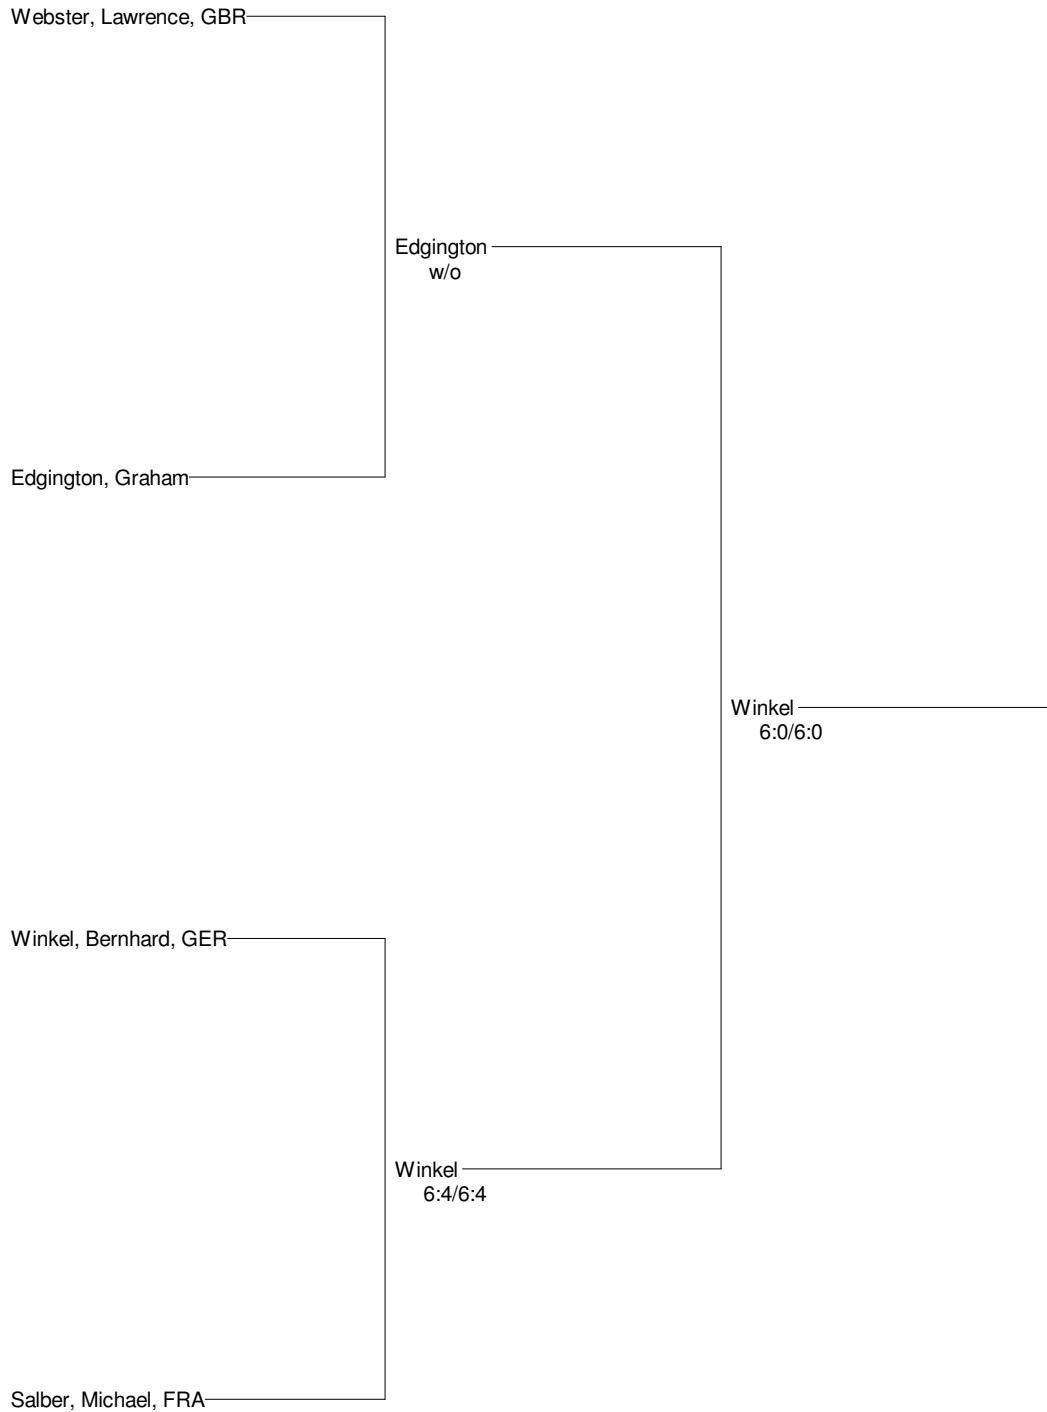 Webster, Lawrence, GBR
Edgington
w/o
Edgington, Graham
Winkel
6:0/6:0
Winkel, Bernhard, GER
Winkel
6:4/6:4
Salber, Michael, FRA